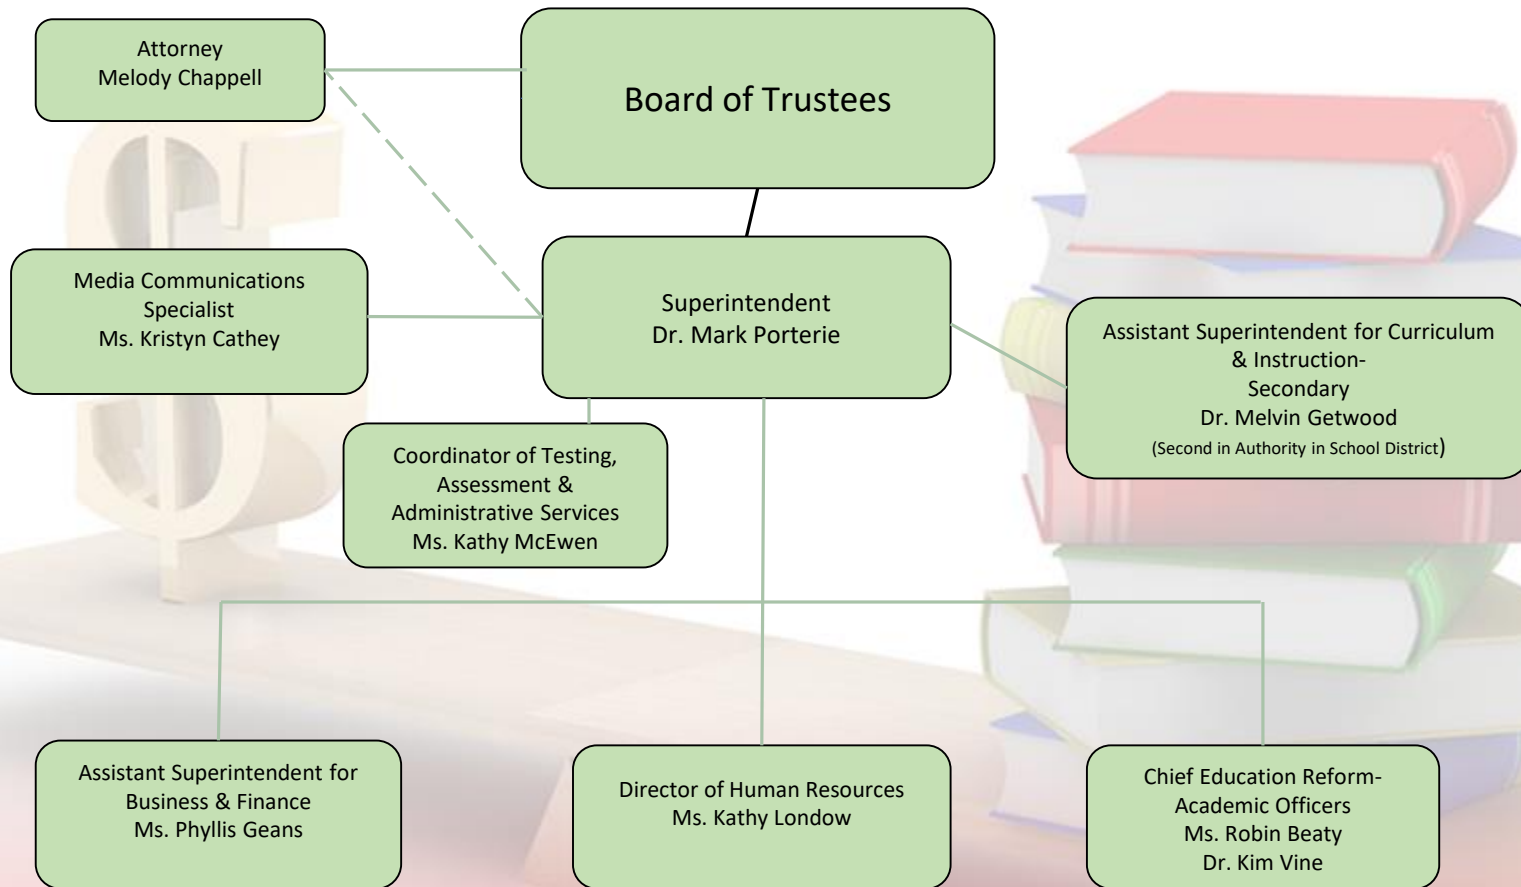 Attorney
Melody Chappell
Board of Trustees
Media Communications
Specialist
Ms. Kristyn Cathey
Superintendent
Dr. Mark Porterie
Assistant Superintendent for Curriculum
& Instruction-
Secondary
Dr. Melvin Getwood
(Second in Authority in School District)
Coordinator of Testing,
Assessment &
Administrative Services
Ms. Kathy McEwen
Assistant Superintendent for
Business & Finance
Ms. Phyllis Geans
Director of Human Resources
Ms. Kathy Londow
Chief Education Reform-
Academic Officers
Ms. Robin Beaty
Dr. Kim Vine